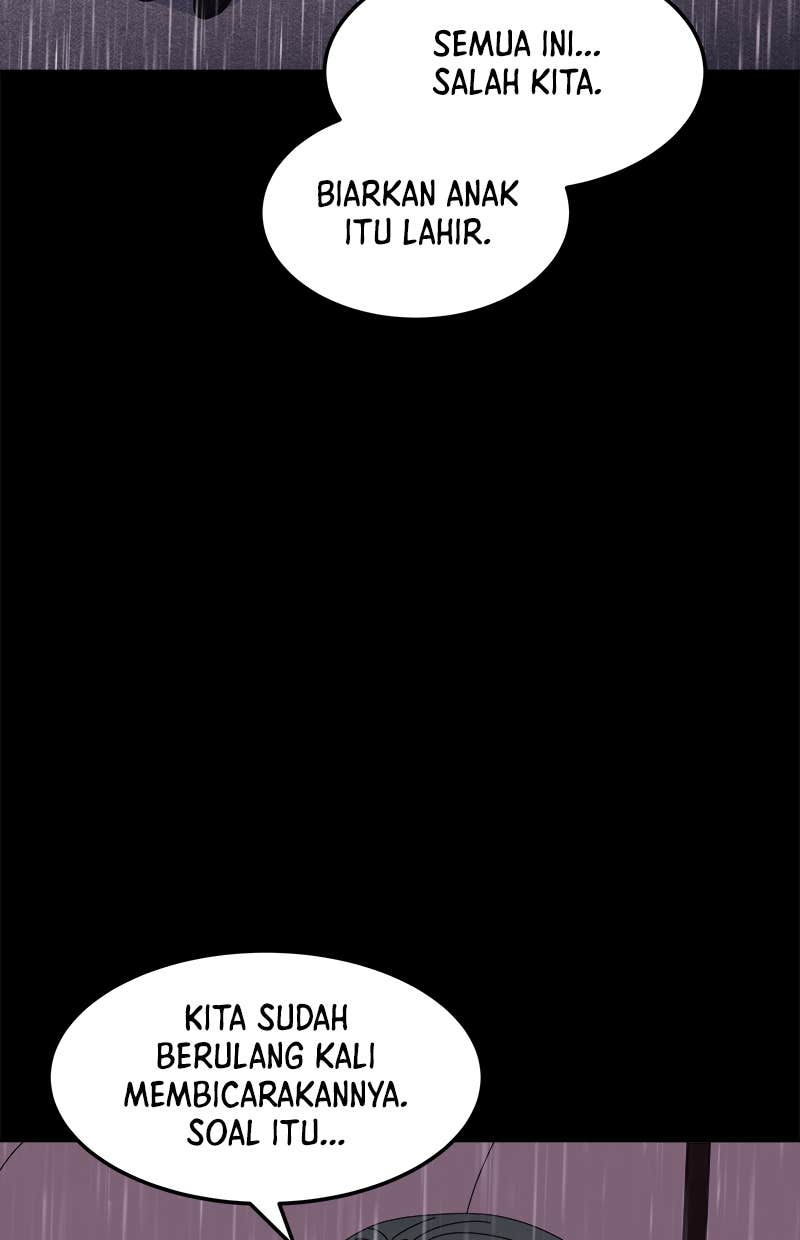 SEMUA INI...
SALAH KITA.
BIARKAN ANAK
ITU LAHIR.
KITA SUDAH
BERULANG KALI
MEMBICARAKANNYA.
SOAL ITU...